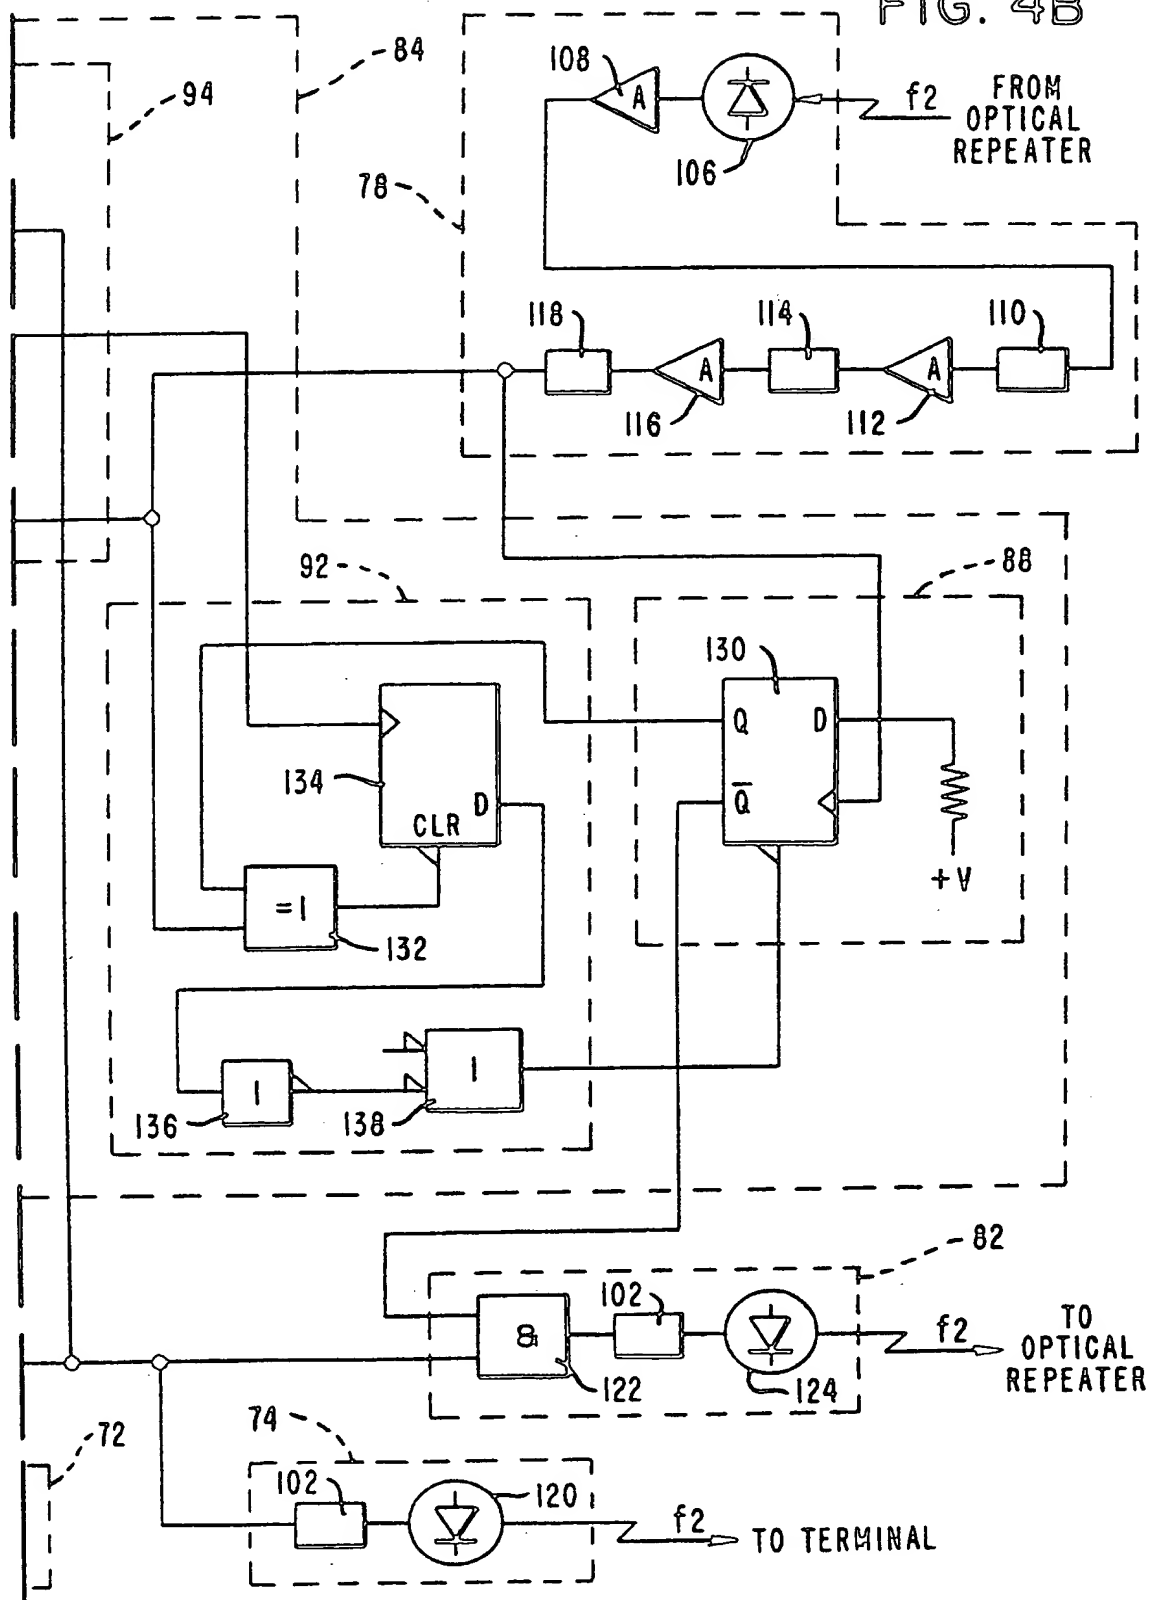 FIG. 4B
84
94
108
A
f2
FROM
OPTICAL
REPEATER
106
78
118
114
110
A
A
116
112
92
88
130
Q
D
134
D
Q̅
CLR
+V
=1
132
1
1
136
138
82
102
&
f2
TO
OPTICAL
REPEATER
122
124
72
74
102
120
f2
TO TERMINAL